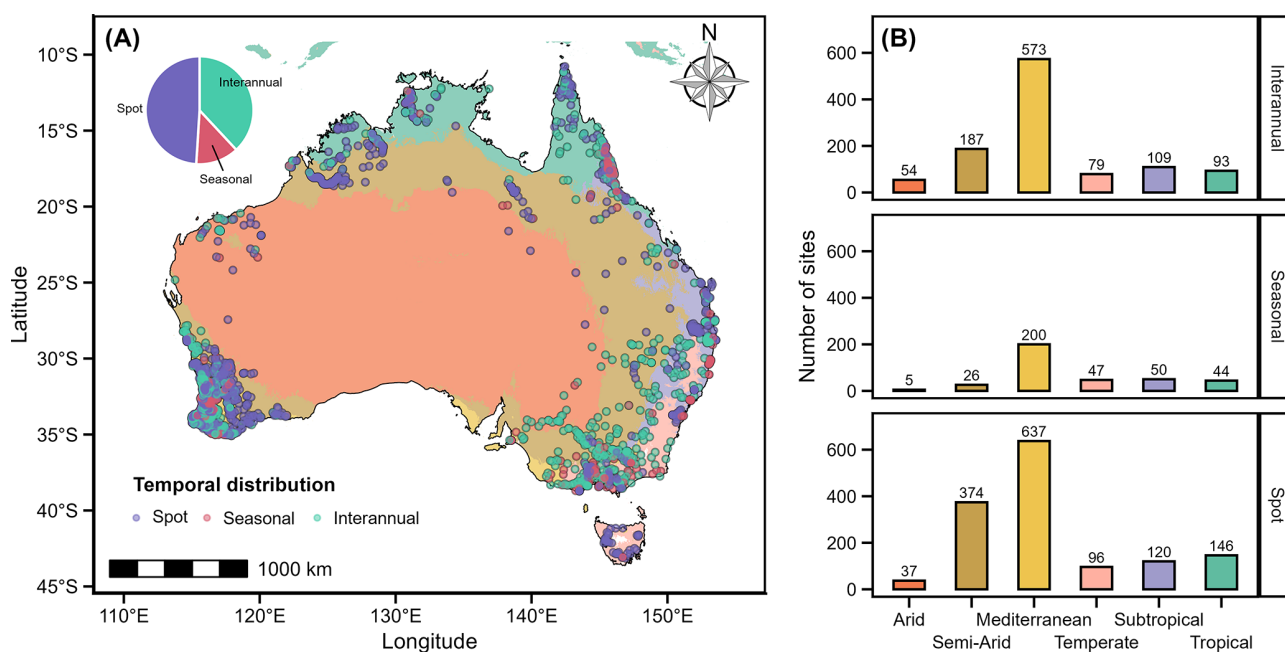 (A)
N
10°S
15°S
20°S
25°S
30°S
35°S
40°S
45°S
Latitude
Spot
Interannual
Seasonal
Temporal distribution
Spot Seasonal Interannual
1000 km
110°E 120°E 130°E 140°E 150°E
Longitude
(B)
Number of sites
600
400
200
0
54 187 573 79 109 93
Interannual
600
400
200
0
5 26 200 47 50 44
Seasonal
600
400
200
0
37 374 637 96 120 146
Spot
Arid Mediterranean Subtropical
Semi-Arid Temperate Tropical